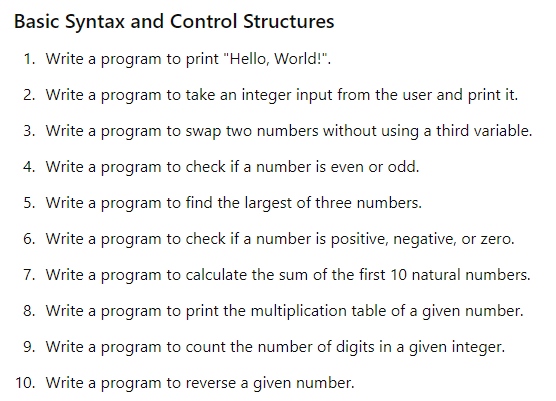 Basic Syntax and Control Structures
1. Write a program to print "Hello, World!".
2. Write a program to take an integer input from the user and print it.
3. Write a program to swap two numbers without using a third variable.
4. Write a program to check if a number is even or odd.
5. Write a program to find the largest of three numbers.
6. Write a program to check if a number is positive, negative, or zero.
7. Write a program to calculate the sum of the first 10 natural numbers.
8. Write a program to print the multiplication table of a given number.
9. Write a program to count the number of digits in a given integer.
10. Write a program to reverse a given number.